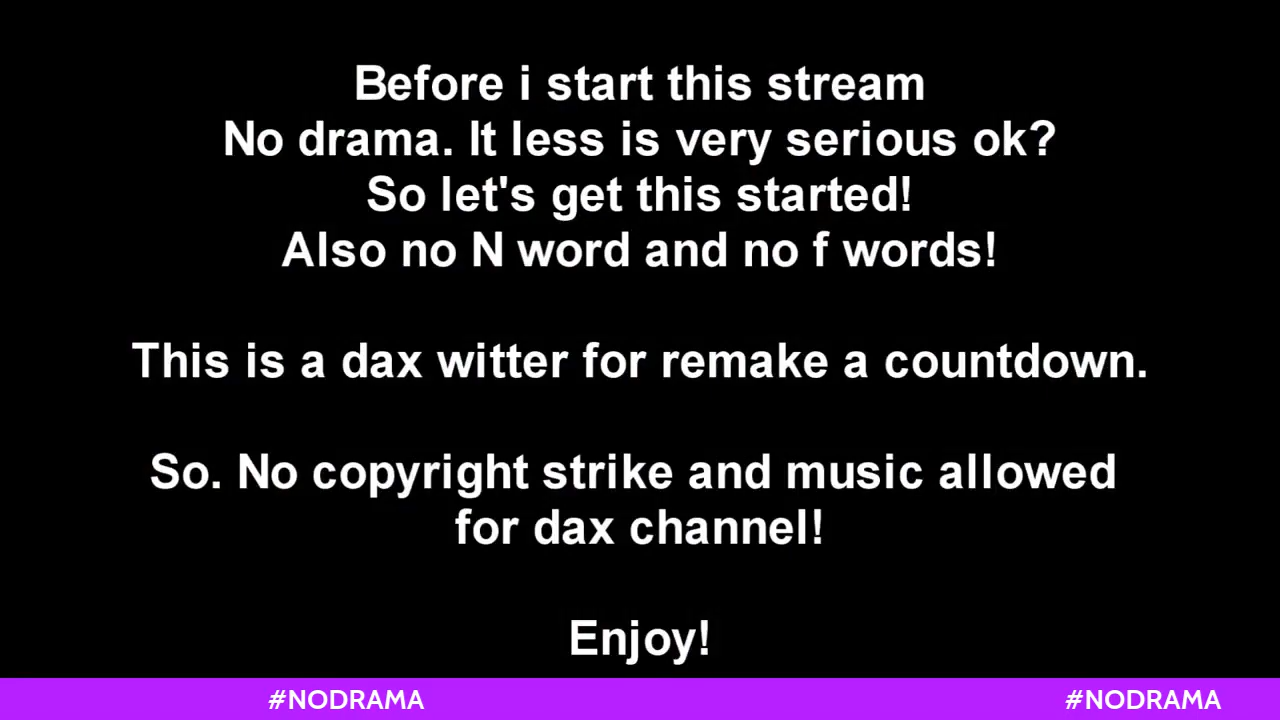 Before i start this stream
No drama. It less is very serious ok?
So let's get this started!
Also no N word and no f words!
This is a dax witter for remake a countdown.
So. No copyright strike and music allowed
for dax channel!
Enjoy!
#NODRAMA #NODRAMA